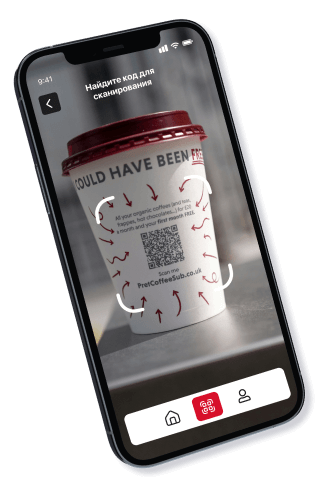 9:41
Найдите код для
сканирования
COULD HAVE BEEN FREE
All your organic coffees (and tea,
frappes, hot chocolates...) for £20
a month and your first month FREE.
Scan me
PretCoffeeSub.co.uk